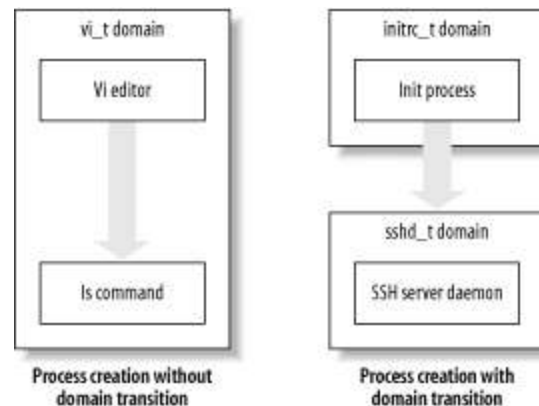 vi_t domain
Vi editor
ls command
Process creation without
domain transition
initrc_t domain
Init process
sshd_t domain
SSH server daemon
Process creation with
domain transition